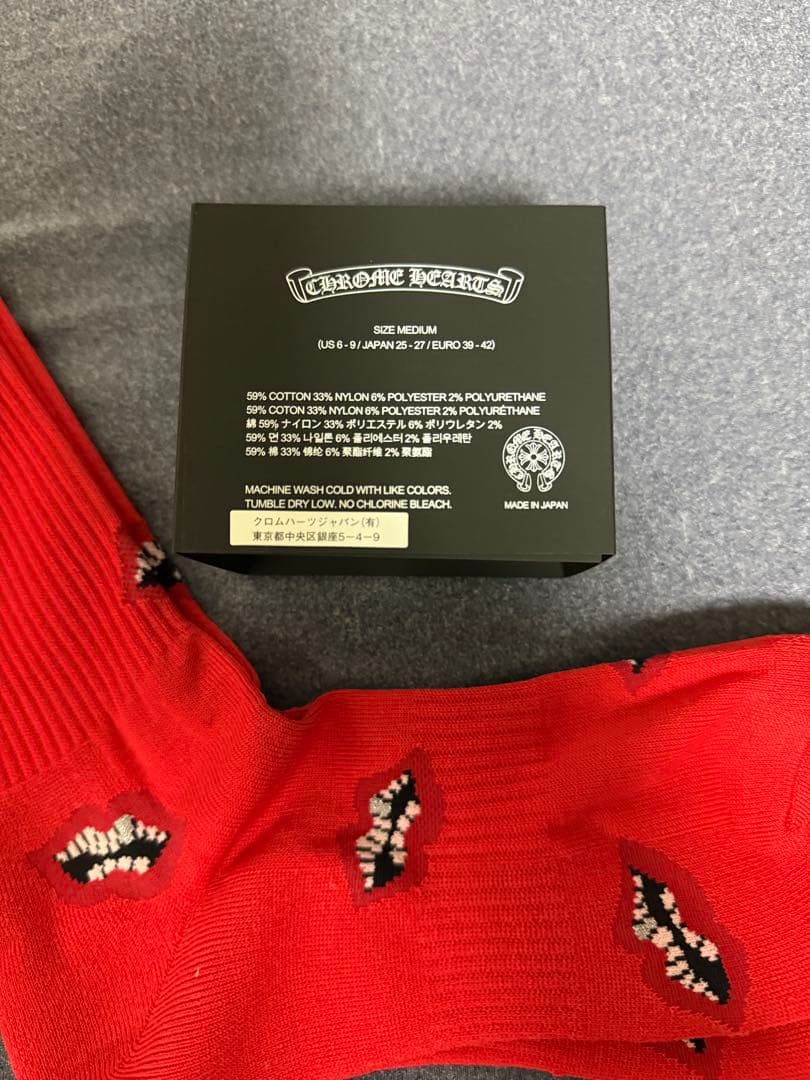 CHROME HEARTS
SIZE MEDIUM
(US 6 - 9 / JAPAN 25 - 27 / EURO 39 - 42)
59% COTTON 33% NYLON 6% POLYESTER 2% POLYURETHANE
59% COTON 33% NYLON 6% POLYESTER 2% POLYURÉTHANE
綿 59% ナイロン 33% ポリエステル 6% ポリウレタン 2%
59% 면 33% 나일론 6% 폴리에스터 2% 폴리우레탄
59% 棉 33% 锦纶 6% 聚酯纤维 2% 聚氨酯
CHROME HEARTS
MACHINE WASH COLD WITH LIKE COLORS.
TUMBLE DRY LOW. NO CHLORINE BLEACH.
MADE IN JAPAN
クロムハーツジャパン(有)
東京都中央区銀座5-4-9